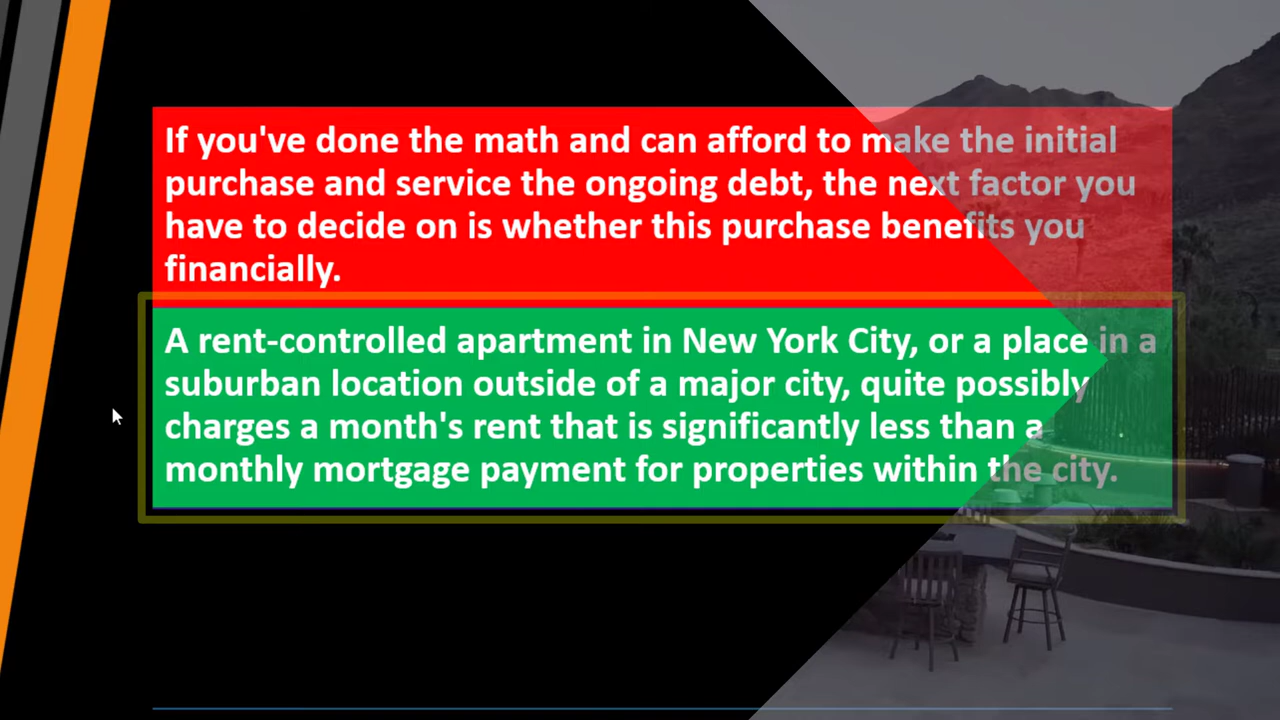 If you've done the math and can afford to make the initial
purchase and service the ongoing debt, the next factor you
have to decide on is whether this purchase benefits you
financially.
A rent-controlled apartment in New York City, or a place in a
suburban location outside of a major city, quite possibly
charges a month's rent that is significantly less than a
monthly mortgage payment for properties within the city.